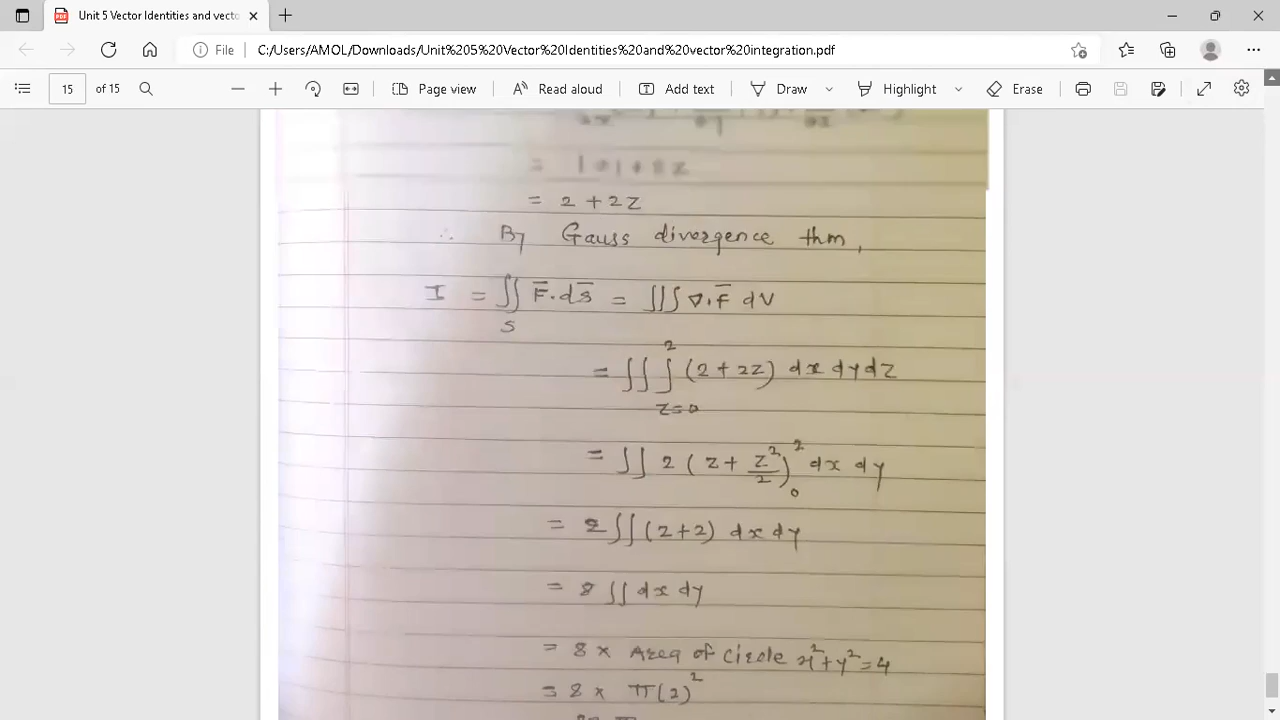 Unit 5 Vector Identities and vecto
File C:/Users/AMOL/Downloads/Unit%205%20Vector%20Identities%20and%20vector%20integration.pdf
15 of 15 Page view Read aloud Add text Draw Highlight Erase
= 2 + 2z
∴ By Gauss divergence thm,
I = ∬_S F̅·ds̅ = ∭ ∇·F̅ dV
= ∬ ∫_{z=0}^{2} (2 + 2z) dx dy dz
= ∬ 2 (z + z²/2)₀² dx dy
= 2 ∬ (2+2) dx dy
= 8 ∬ dx dy
= 8 × Area of circle x²+y²=4
= 8 × π(2)²